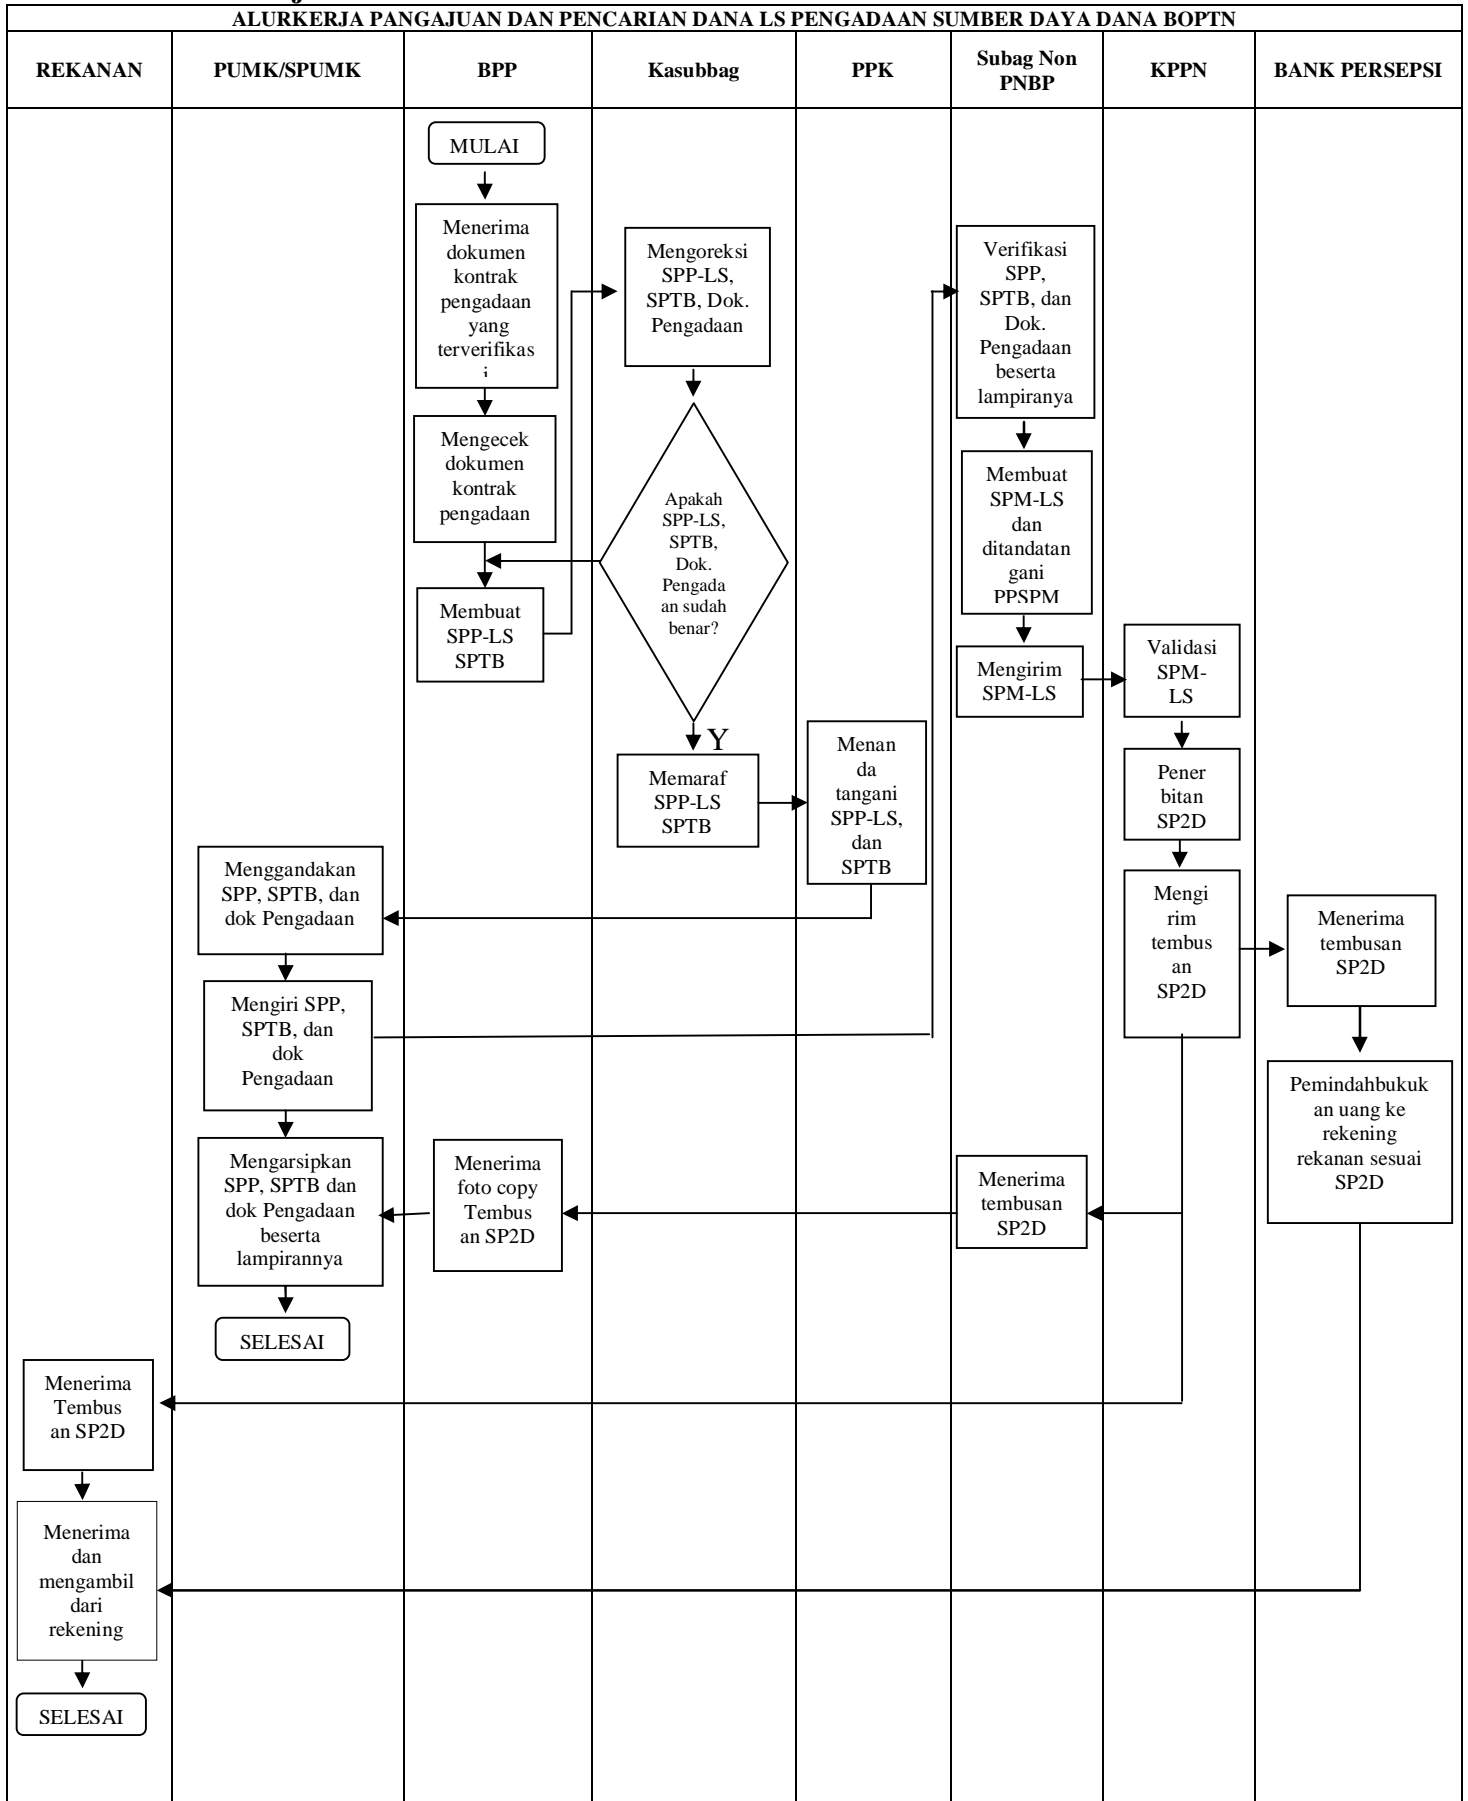 ALURKERJA PANGAJUAN DAN PENCARIAN DANA LS PENGADAAN SUMBER DAYA DANA BOPTN
REKANAN
PUMK/SPUMK
BPP
Kasubbag
PPK
Subag Non
PNBP
KPPN
BANK PERSEPSI
MULAI
Menerima
dokumen
kontrak
pengadaan
yang
terverifikas
i
Mengecek
dokumen
kontrak
pengadaan
Membuat
SPP-LS
SPTB
Mengoreksi
SPP-LS,
SPTB, Dok.
Pengadaan
Apakah
SPP-LS,
SPTB,
Dok.
Pengada
an sudah
benar?
Y
Memaraf
SPP-LS
SPTB
Menan
da
tangani
SPP-LS,
dan
SPTB
Menggandakan
SPP, SPTB, dan
dok Pengadaan
Mengiri SPP,
SPTB, dan
dok
Pengadaan
Verifikasi
SPP,
SPTB, dan
Dok.
Pengadaan
beserta
lampiranya
Membuat
SPM-LS
dan
ditandatan
gani
PPSPM
Mengirim
SPM-LS
Validasi
SPM-
LS
Pener
bitan
SP2D
Mengi
rim
tembus
an
SP2D
Menerima
tembusan
SP2D
Pemindahbukuk
an uang ke
rekening
rekanan sesuai
SP2D
Menerima
tembusan
SP2D
Menerima
foto copy
Tembus
an SP2D
Mengarsipkan
SPP, SPTB dan
dok Pengadaan
beserta
lampirannya
SELESAI
Menerima
Tembus
an SP2D
Menerima
dan
mengambil
dari
rekening
SELESAI